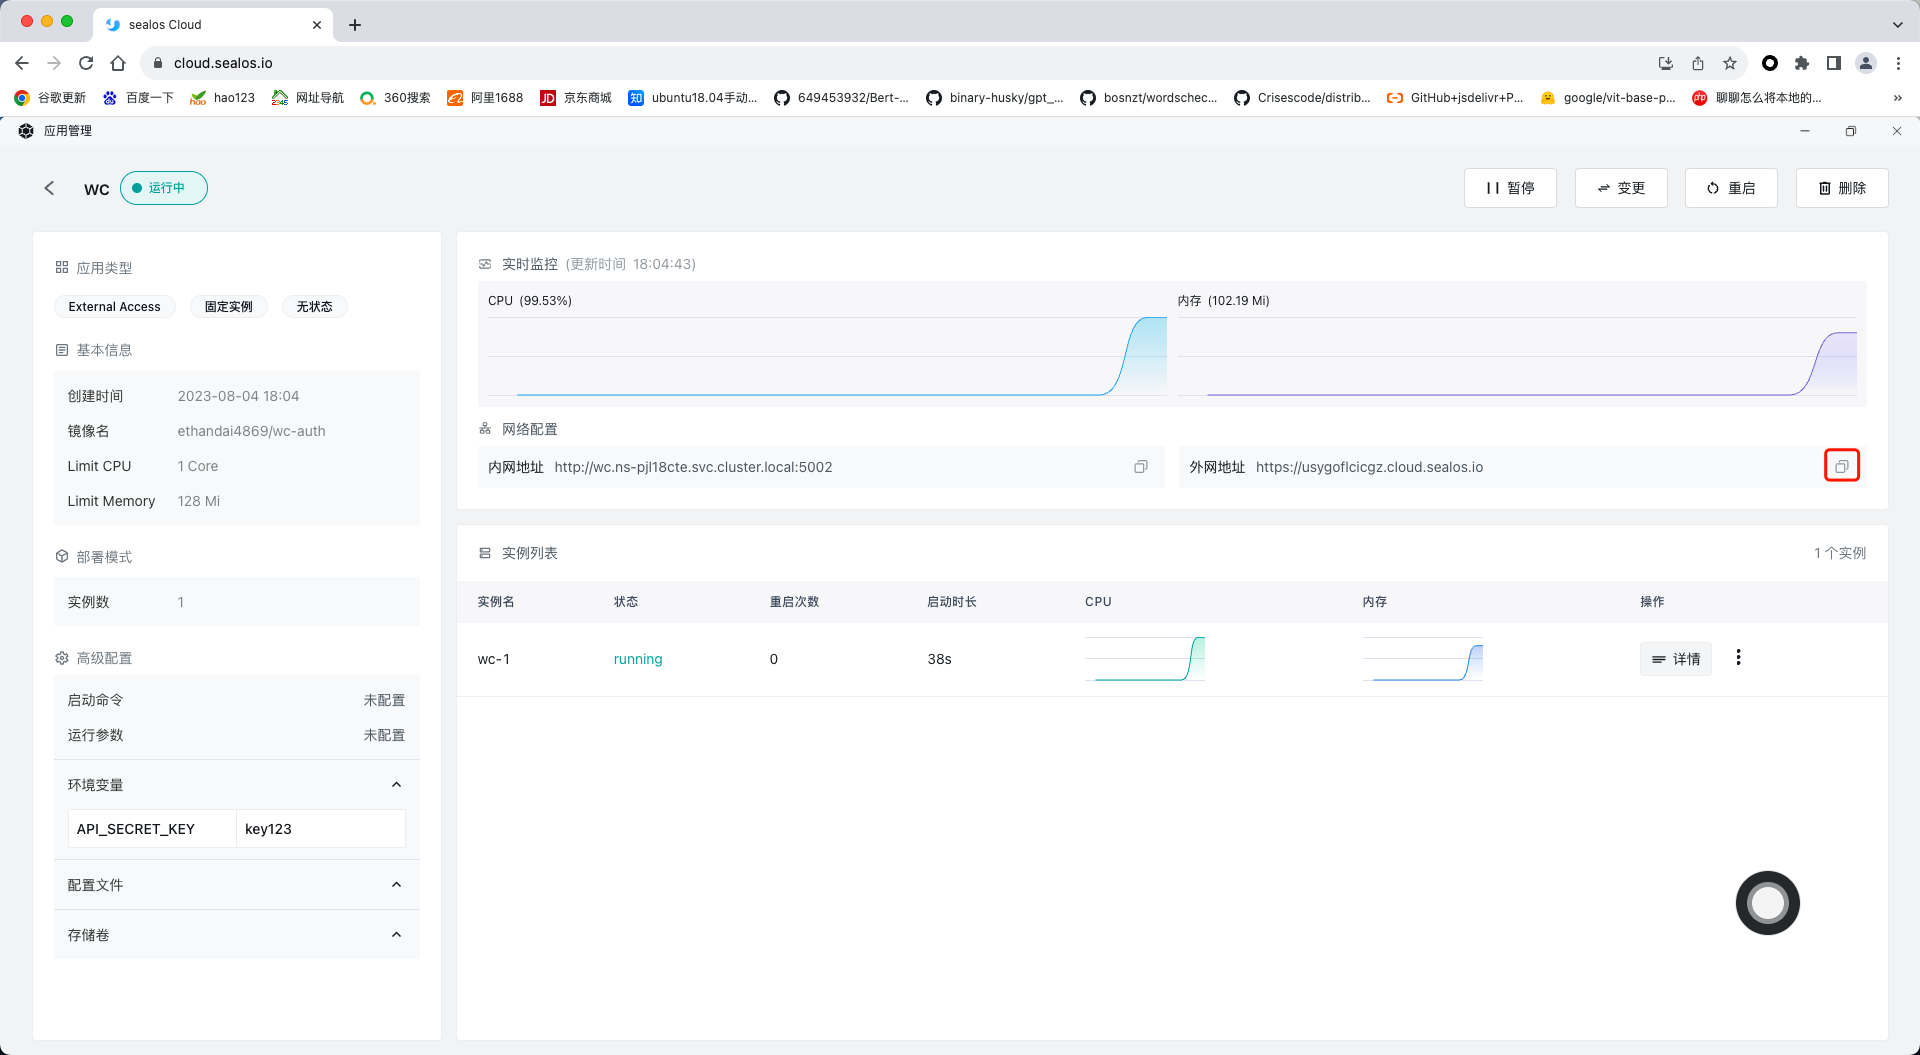 sealos Cloud
cloud.sealos.io
谷歌更新
百度一下
hao123
网址导航
360搜索
阿里1688
京东商城
ubuntu18.04手动...
649453932/Bert-...
binary-husky/gpt_...
bosnzt/wordschec...
Crisescode/distrib...
GitHub+jsdelivr+P...
google/vit-base-p...
聊聊怎么将本地的...
应用管理
wc
运行中
暂停
变更
重启
删除
应用类型
External Access
固定实例
无状态
基本信息
创建时间 2023-08-04 18:04
镜像名 ethandai4869/wc-auth
Limit CPU 1 Core
Limit Memory 128 Mi
部署模式
实例数 1
高级配置
启动命令 未配置
运行参数 未配置
环境变量
API_SECRET_KEY key123
配置文件
存储卷
实时监控 (更新时间 18:04:43)
CPU (99.53%)
内存 (102.19 Mi)
网络配置
内网地址 http://wc.ns-pjl18cte.svc.cluster.local:5002
外网地址 https://usygoflcicgz.cloud.sealos.io
实例列表
1 个实例
实例名 状态 重启次数 启动时长 CPU 内存 操作
wc-1 running 0 38s 详情